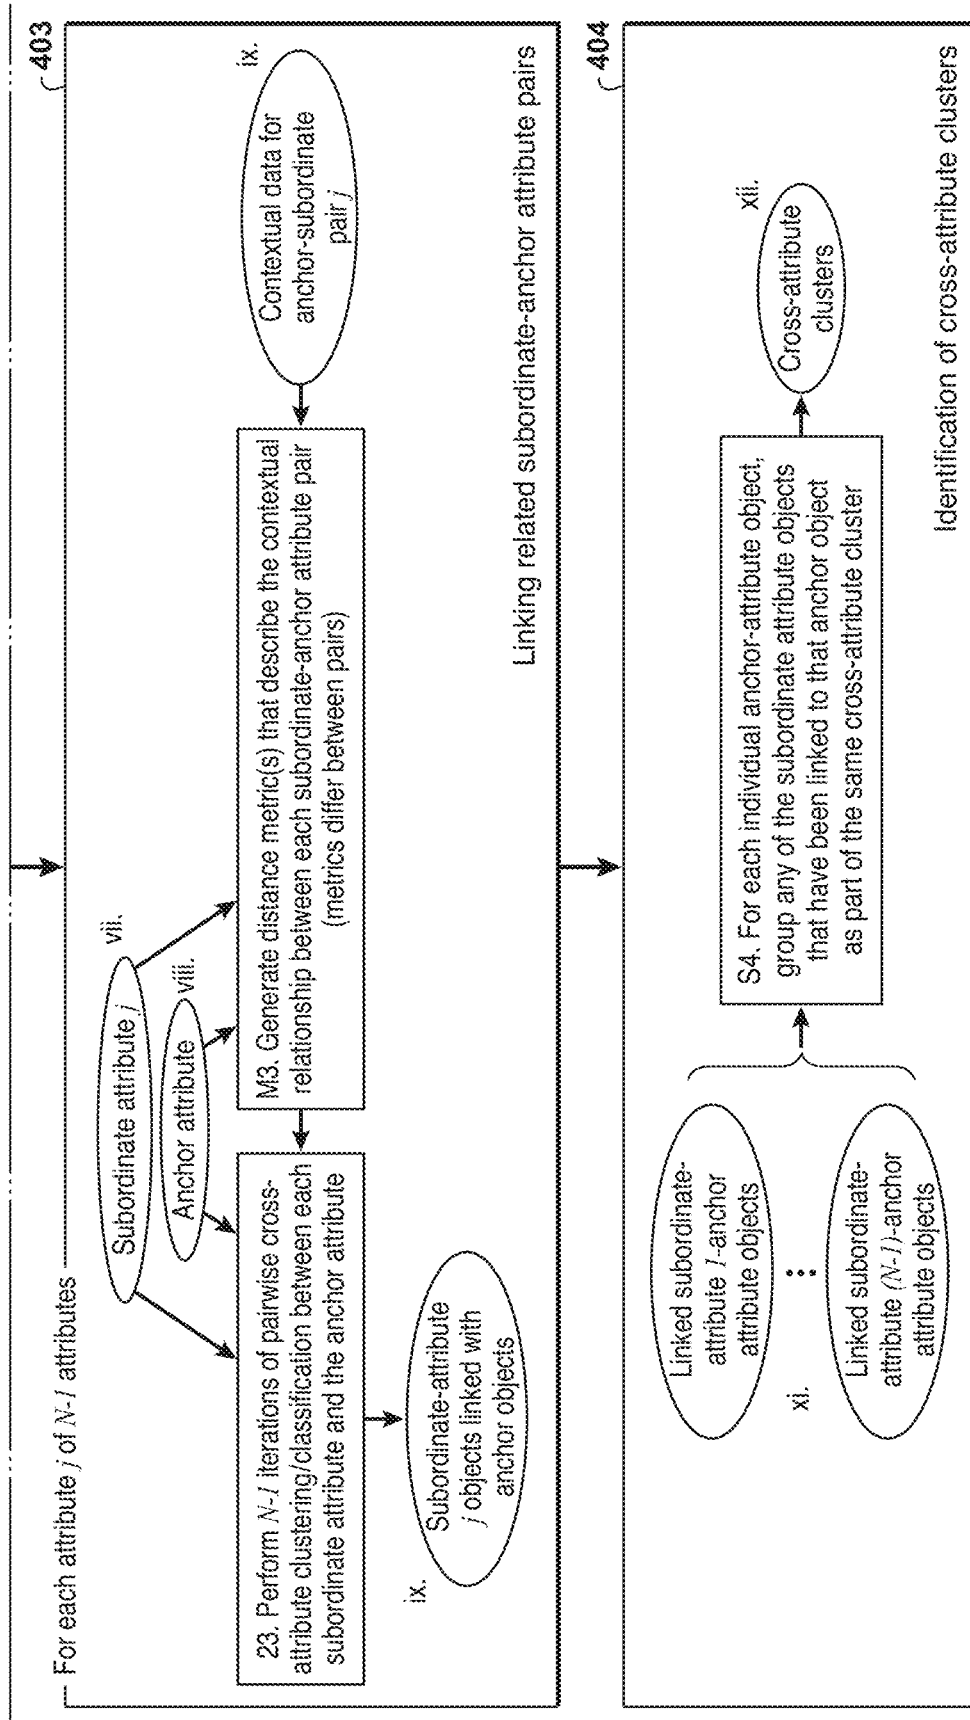 403
For each attribute j of N-1 attributes
Subordinate attribute j
vii.
Anchor attribute
viii.
23. Perform N-1 iterations of pairwise cross-
attribute clustering/classification between each
subordinate attribute and the anchor attribute
M3. Generate distance metric(s) that describe the contextual
relationship between each subordinate-anchor attribute pair
(metrics differ between pairs)
ix.
Contextual data for
anchor-subordinate
pair j
ix.
Subordinate-attribute
j objects linked with
anchor objects
Linking related subordinate-anchor attribute pairs
404
Linked subordinate-
attribute 1-anchor
attribute objects
xi.
Linked subordinate-
attribute (N-1)-anchor
attribute objects
S4. For each individual anchor-attribute object,
group any of the subordinate attribute objects
that have been linked to that anchor object
as part of the same cross-attribute cluster
xii.
Cross-attribute
clusters
Identification of cross-attribute clusters